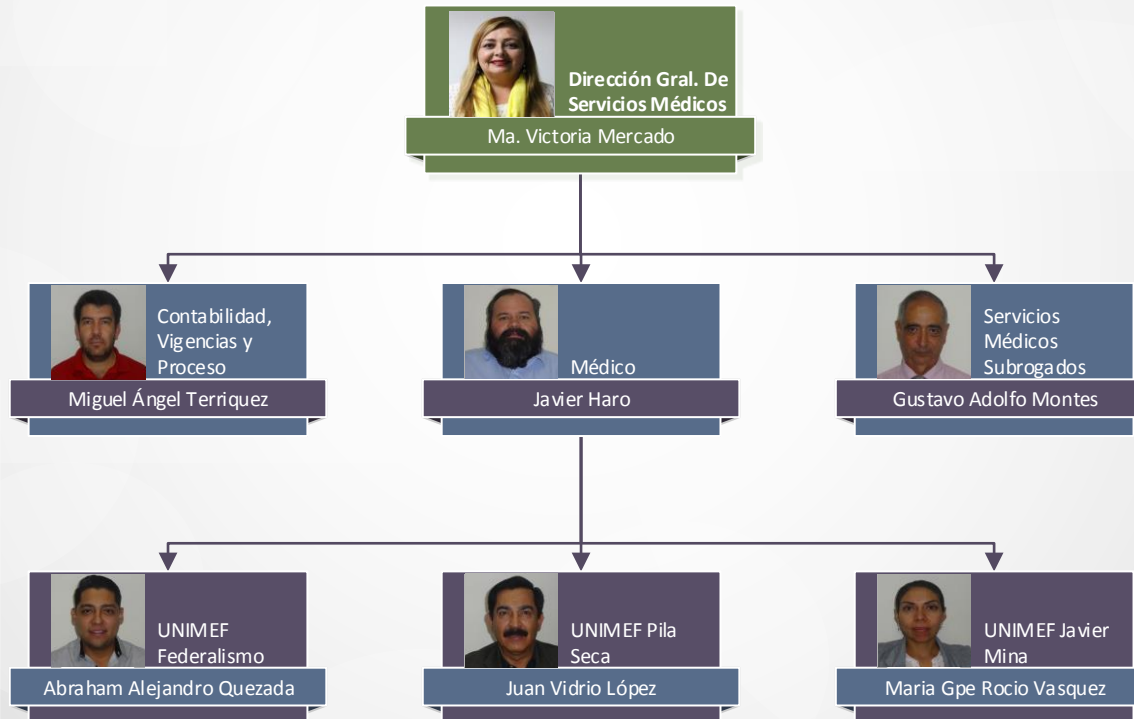 Dirección Gral. De
Servicios Médicos
Ma. Victoria Mercado
Contabilidad,
Vigencias y
Proceso
Miguel Ángel Terriquez
Médico
Javier Haro
Servicios
Médicos
Subrogados
Gustavo Adolfo Montes
UNIMEF
Federalismo
Abraham Alejandro Quezada
UNIMEF Pila
Seca
Juan Vidrio López
UNIMEF Javier
Mina
Maria Gpe Rocio Vasquez